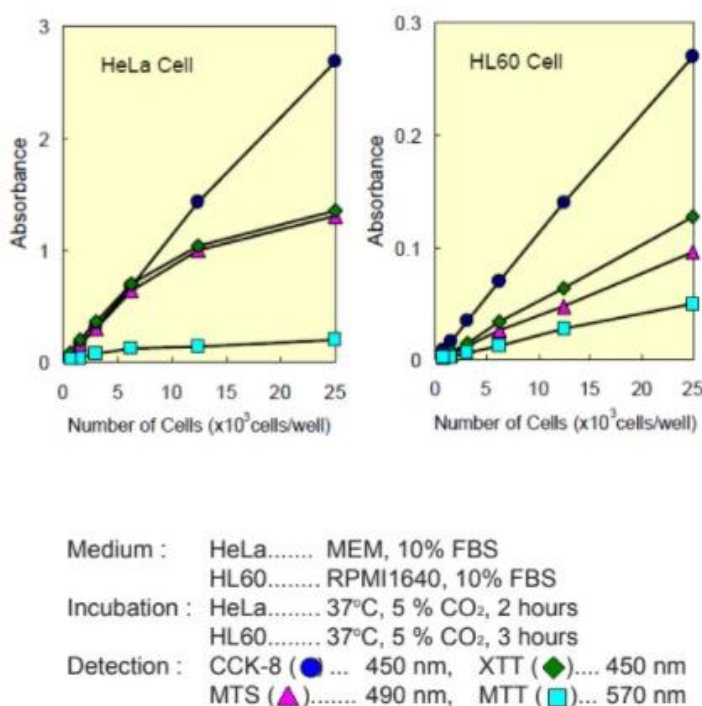 HeLa Cell
3
2
1
0
Absorbance
0 5 10 15 20 25
Number of Cells (x10³cells/well)
HL60 Cell
0.3
0.2
0.1
0
Absorbance
0 5 10 15 20 25
Number of Cells (x10³cells/well)
Medium : HeLa....... MEM, 10% FBS
HL60........ RPMI1640, 10% FBS
Incubation : HeLa........ 37°C, 5 % CO₂, 2 hours
HL60........ 37°C, 5 % CO₂, 3 hours
Detection : CCK-8 (●) ... 450 nm, XTT (◆).... 450 nm
MTS (▲)....... 490 nm, MTT (■)... 570 nm